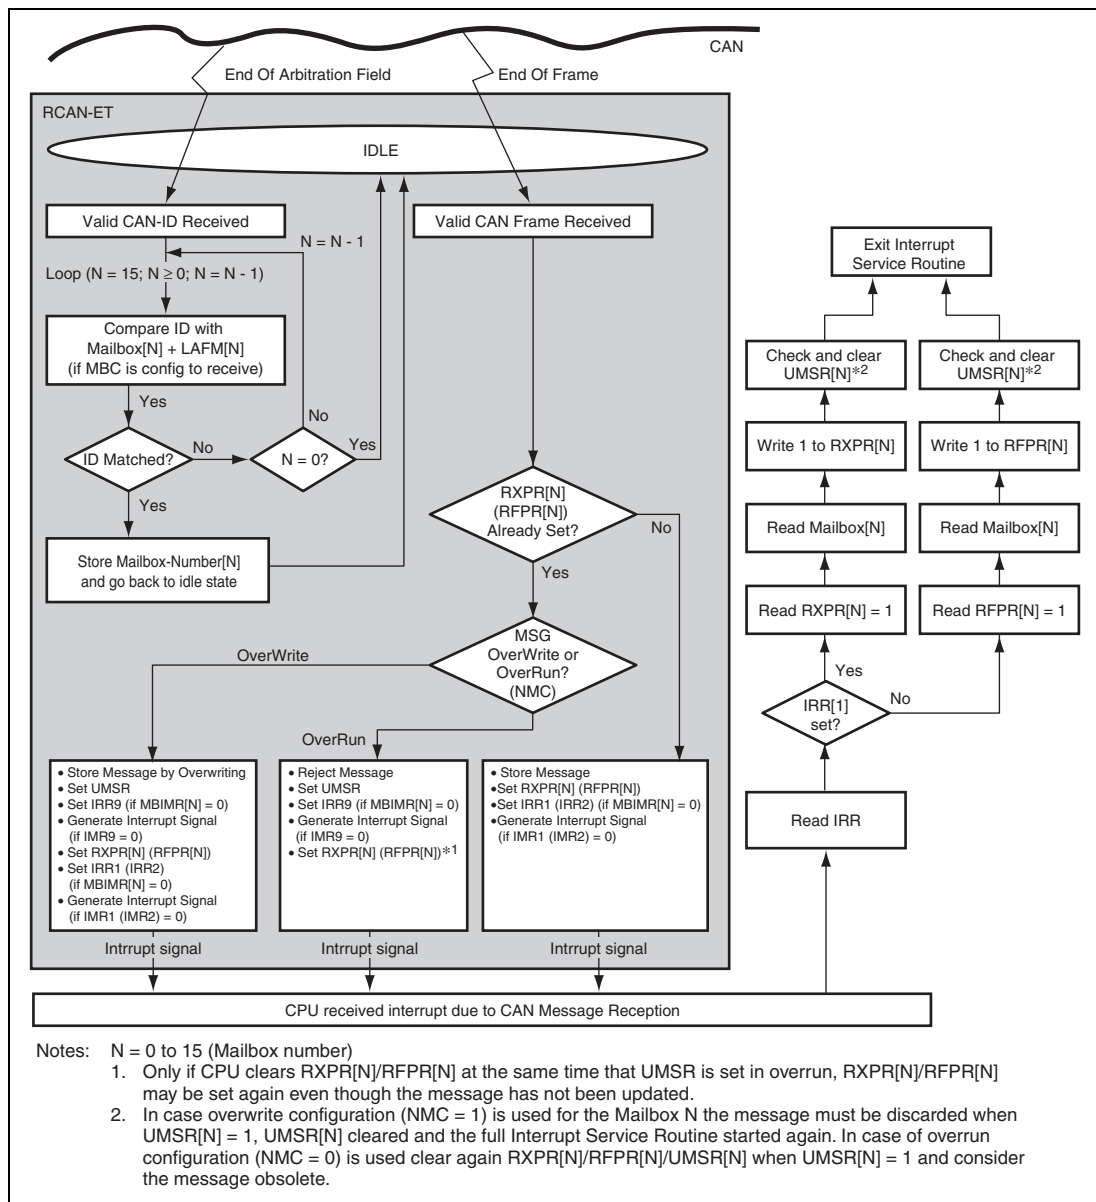 CAN
End Of Arbitration Field
End Of Frame
RCAN-ET
IDLE
Valid CAN-ID Received
Valid CAN Frame Received
N = N - 1
Loop (N = 15; N ≥ 0; N = N - 1)
Compare ID with
Mailbox[N] + LAFM[N]
(if MBC is config to receive)
Yes
No
ID Matched?
No
N = 0?
Yes
Yes
Store Mailbox-Number[N]
and go back to idle state
RXPR[N]
(RFPR[N])
Already Set?
No
Yes
MSG
OverWrite or
OverRun?
(NMC)
OverWrite
OverRun
• Store Message by Overwriting
• Set UMSR
• Set IRR9 (if MBIMR[N] = 0)
• Generate Interrupt Signal
(if IMR9 = 0)
• Set RXPR[N] (RFPR[N])
• Set IRR1 (IRR2)
(if MBIMR[N] = 0)
• Generate Interrupt Signal
(if IMR1 (IMR2) = 0)
• Reject Message
• Set UMSR
• Set IRR9 (if MBIMR[N] = 0)
• Generate Interrupt Signal
(if IMR9 = 0)
• Set RXPR[N] (RFPR[N])*1
• Store Message
•Set RXPR[N] (RFPR[N])
•Set IRR1 (IRR2) (if MBIMR[N] = 0)
•Generate Interrupt Signal
(if IMR1 (IMR2) = 0)
Intrrupt signal
Intrrupt signal
Intrrupt signal
CPU received interrupt due to CAN Message Reception
Exit Interrupt
Service Routine
Check and clear
UMSR[N]*2
Check and clear
UMSR[N]*2
Write 1 to RXPR[N]
Write 1 to RFPR[N]
Read Mailbox[N]
Read Mailbox[N]
Read RXPR[N] = 1
Read RFPR[N] = 1
Yes
IRR[1]
set?
No
Read IRR
Notes: N = 0 to 15 (Mailbox number)
1. Only if CPU clears RXPR[N]/RFPR[N] at the same time that UMSR is set in overrun, RXPR[N]/RFPR[N]
may be set again even though the message has not been updated.
2. In case overwrite configuration (NMC = 1) is used for the Mailbox N the message must be discarded when
UMSR[N] = 1, UMSR[N] cleared and the full Interrupt Service Routine started again. In case of overrun
configuration (NMC = 0) is used clear again RXPR[N]/RFPR[N]/UMSR[N] when UMSR[N] = 1 and consider
the message obsolete.